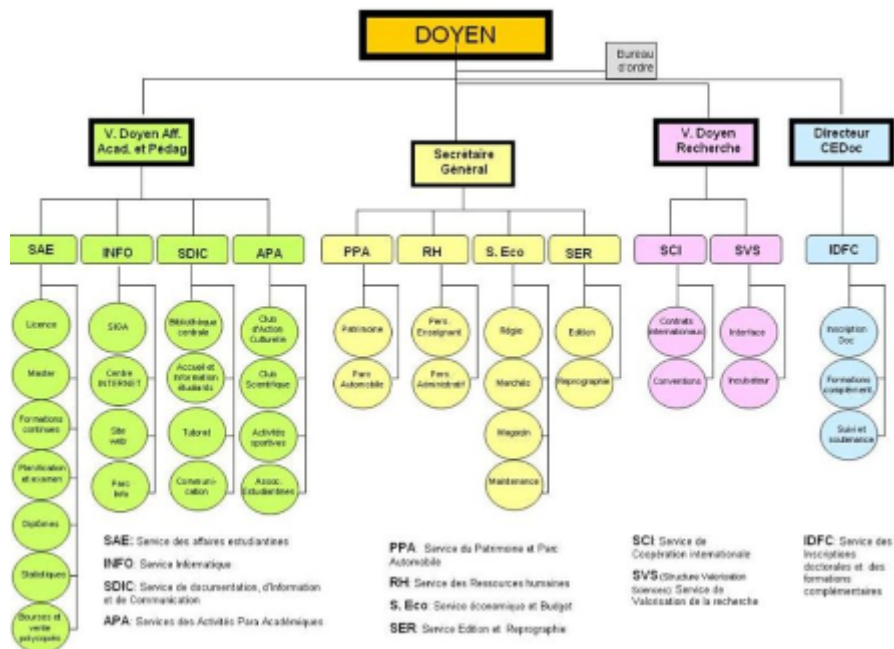 DOYEN
Bureau
d'ordre
V. Doyen Aff.
Acad. et Pédag
Secrétaire
Général
V. Doyen
Recherche
Directeur
CEDoc
SAE
INFO
SDIC
APA
PPA
RH
S. Eco
SER
SCI
SVS
IDFC
Licence
Master
Formations
continues
Planification
et examen
Diplômes
Statistiques
Bourses et
vente
polycopiés
Centre
INTERNET
Site
web
Parc
Info
Bibliothèque
centrale
Accueil et
Information
étudiants
Tutorat
Communi-
cation
Club
d'Action
Culturelle
Club
Scientifique
Activités
sportives
Assoc.
Estudiantines
Patrimoine
Parc
Automobile
Pers.
Enseignant
Pers.
Administratif
Régie
Marchés
Magasin
Maintenance
Edition
Reprographie
Contrats
internationaux
Conventions
Interface
Incubateur
Inscription
Doc
Formations
complément.
Suivi et
soutenance
SAE: Service des affaires estudiantines
INFO: Service Informatique
SDIC: Service de documentation, d'Information
et de Communication
APA: Services des Activités Para Académiques
PPA: Service du Patrimoine et Parc
Automobile
RH: Service des Ressources humaines
S. Eco: Service économique et Budget
SER: Service Edition et Reprographie
SCI: Service de
Coopération internationale
SVS (Structure Valorisation
Sciences): Service de
Valorisation de la recherche
IDFC: Service des
Inscriptions
doctorales et des
formations
complémentaires